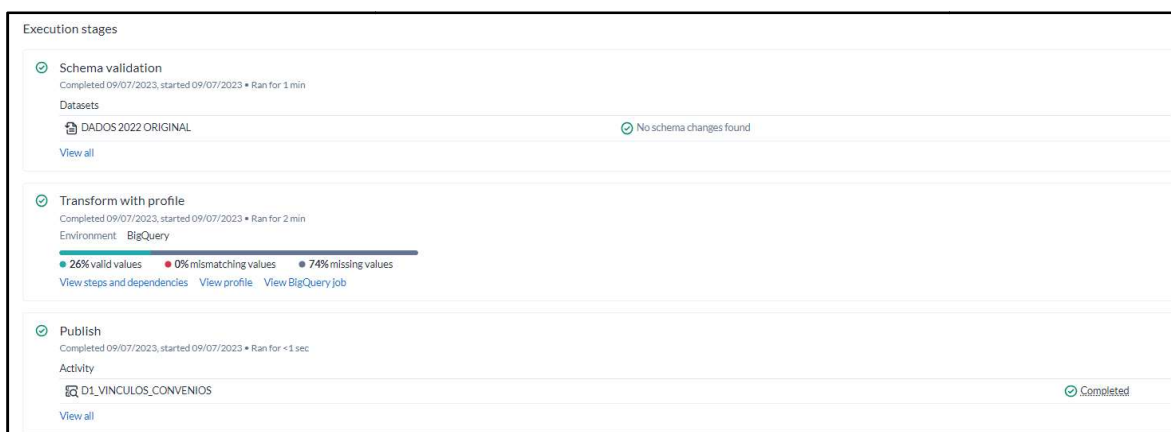 Execution stages
Schema validation
Completed 09/07/2023, started 09/07/2023 • Ran for 1 min
Datasets
DADOS 2022 ORIGINAL No schema changes found
View all
Transform with profile
Completed 09/07/2023, started 09/07/2023 • Ran for 2 min
Environment BigQuery
26% valid values 0% mismatching values 74% missing values
View steps and dependencies View profile View BigQuery job
Publish
Completed 09/07/2023, started 09/07/2023 • Ran for <1 sec
Activity
D1_VINCULOS_CONVENIOS Completed
View all